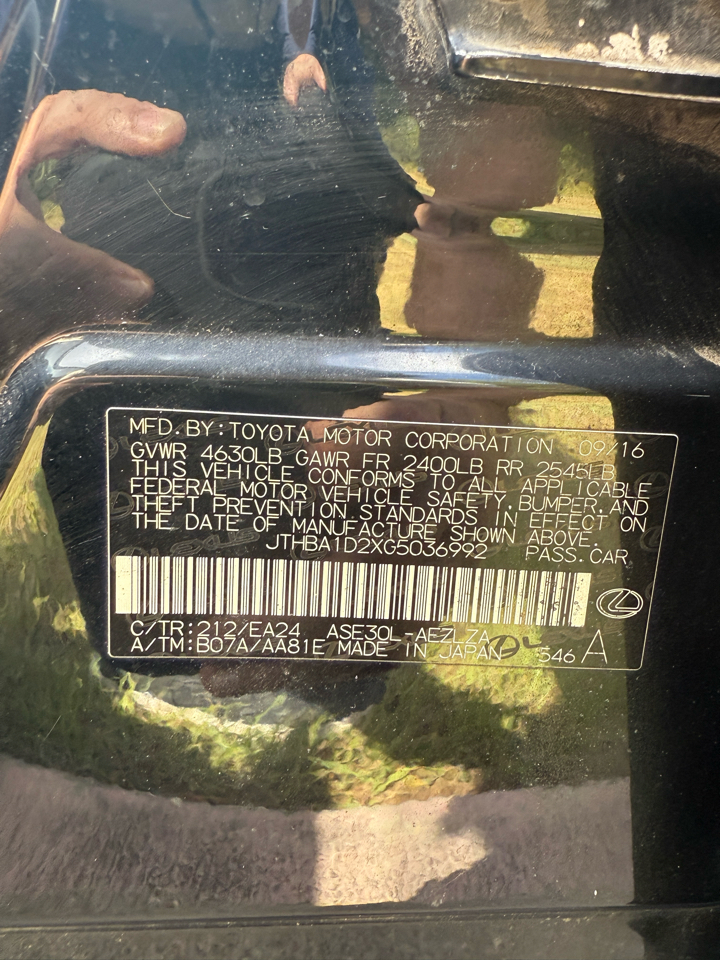 MFD.BY:TOYOTA MOTOR CORPORATION 09/16
GVWR 4630LB GAWR FR 2400LB RR 2545LB
THIS VEHICLE CONFORMS TO ALL APPLICABLE
FEDERAL MOTOR VEHICLE SAFETY,BUMPER,AND
THEFT PREVENTION STANDARDS IN EFFECT ON
THE DATE OF MANUFACTURE SHOWN ABOVE.
JTHBA1D2XG5036992 PASS.CAR
C/TR:212/EA24 ASE30L-AEZLZA
A/TM:B07A/AA81E MADE IN JAPAN 546 A